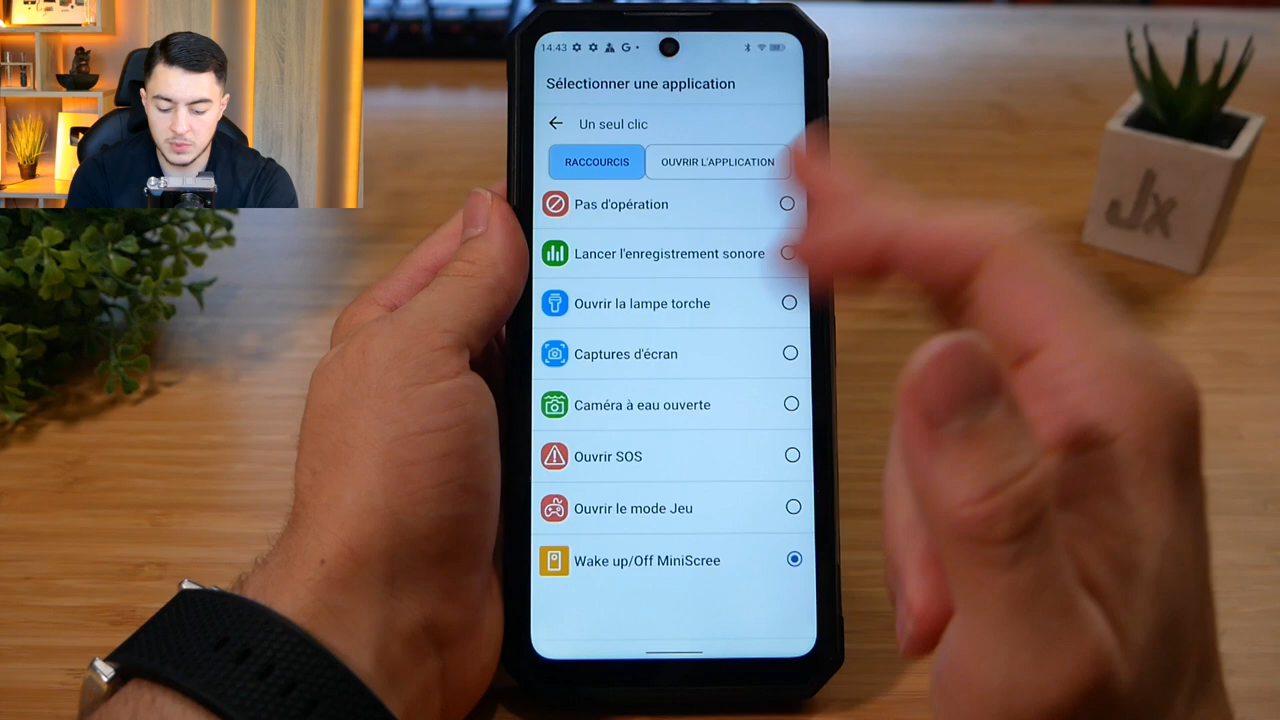 14.43
G
Sélectionner une application
Un seul clic
RACCOURCIS
OUVRIR L'APPLICATION
Pas d'opération
Lancer l'enregistrement sonore
Ouvrir la lampe torche
Captures d'écran
Caméra à eau ouverte
Ouvrir SOS
Ouvrir le mode Jeu
Wake up/Off MiniScree
Jx